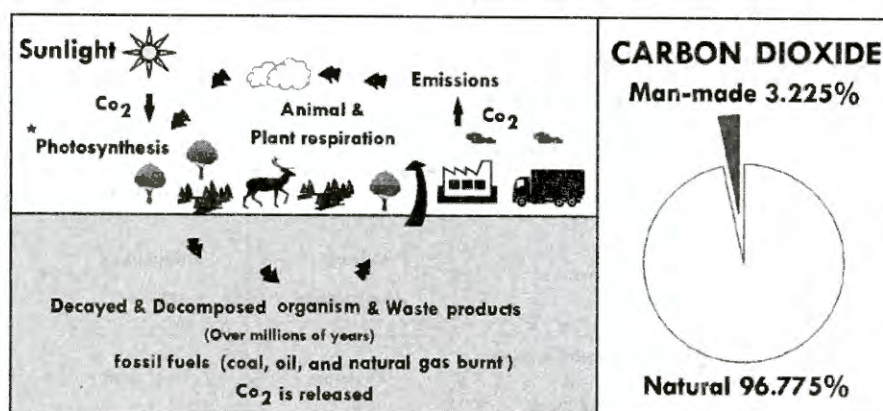 Sunlight
Co2
* Photosynthesis
Animal &
Plant respiration
Emissions
Co2
Decayed & Decomposed organism & Waste products
(Over millions of years)
fossil fuels (coal, oil, and natural gas burnt)
Co2 is released
CARBON DIOXIDE
Man-made 3.225%
Natural 96.775%